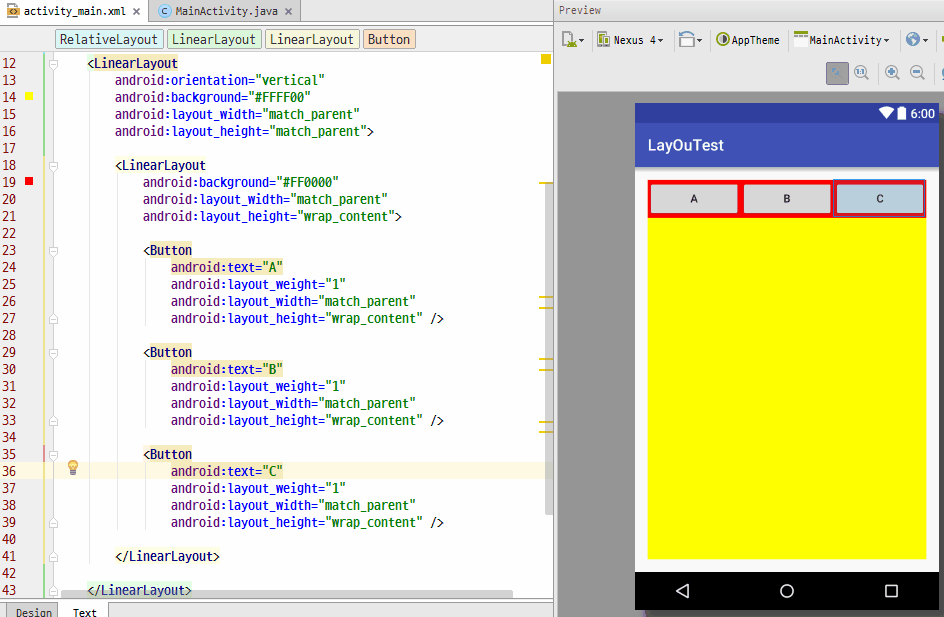 activity_main.xml
MainActivity.java
RelativeLayout LinearLayout LinearLayout Button
12 <LinearLayout
13 android:orientation="vertical"
14 android:background="#FFFF00"
15 android:layout_width="match_parent"
16 android:layout_height="match_parent">
17
18 <LinearLayout
19 android:background="#FF0000"
20 android:layout_width="match_parent"
21 android:layout_height="wrap_content">
22
23 <Button
24 android:text="A"
25 android:layout_weight="1"
26 android:layout_width="match_parent"
27 android:layout_height="wrap_content" />
28
29 <Button
30 android:text="B"
31 android:layout_weight="1"
32 android:layout_width="match_parent"
33 android:layout_height="wrap_content" />
34
35 <Button
36 android:text="C"
37 android:layout_weight="1"
38 android:layout_width="match_parent"
39 android:layout_height="wrap_content" />
40
41 </LinearLayout>
42
43 </LinearLayout>
Design Text
Preview
Nexus 4 AppTheme MainActivity
1:1
6:00
LayOuTest
A B C